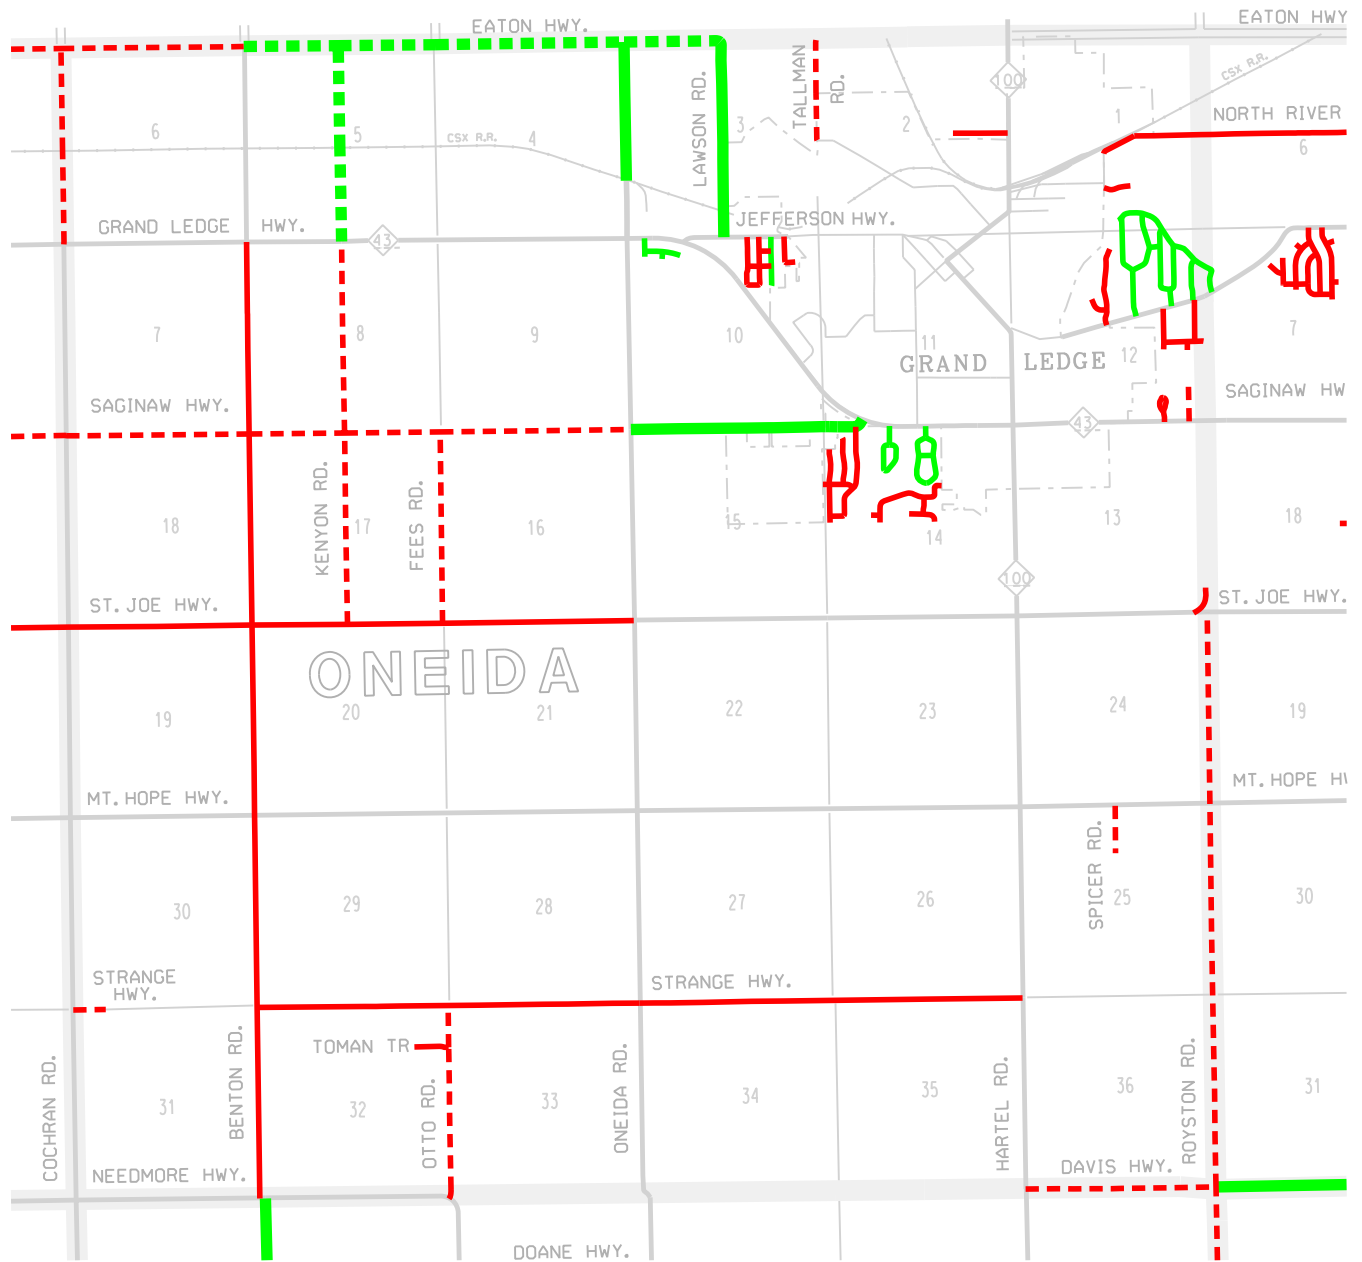 EATON HWY.
EATON HWY
TALLMAN
RD.
LAWSON RD.
100
CSX R.R.
6
5
CSX R.R.
4
3
2
1
NORTH RIVER
6
GRAND LEDGE HWY.
43
JEFFERSON HWY.
7
8
9
10
11
12
7
GRAND LEDGE
SAGINAW HWY.
SAGINAW HW
43
KENYON RD.
FEES RD.
18
17
16
15
14
13
18
100
ST. JOE HWY.
ST. JOE HWY.
ONEIDA
19
20
21
22
23
24
19
MT. HOPE HWY.
MT. HOPE HW
SPICER RD.
30
29
28
27
26
25
30
STRANGE
HWY.
STRANGE HWY.
TOMAN TR
COCHRAN RD.
BENTON RD.
OTTO RD.
ONEIDA RD.
HARTEL RD.
ROYSTON RD.
31
32
33
34
35
36
31
NEEDMORE HWY.
DAVIS HWY.
DOANE HWY.